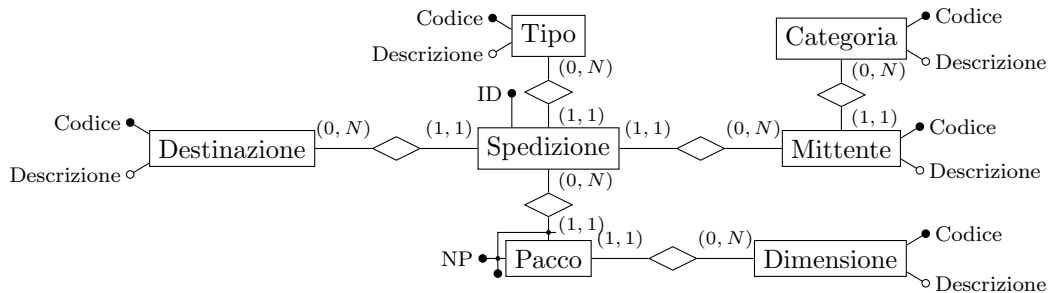 Codice
Descrizione
Tipo
(0, N)
(1, 1)
Codice
Descrizione
Categoria
(0, N)
(1, 1)
ID
Codice
Descrizione
Destinazione
(0, N)
(1, 1)
Spedizione
(1, 1)
(0, N)
Mittente
Codice
Descrizione
(0, N)
(1, 1)
NP
Pacco
(1, 1)
(0, N)
Dimensione
Codice
Descrizione